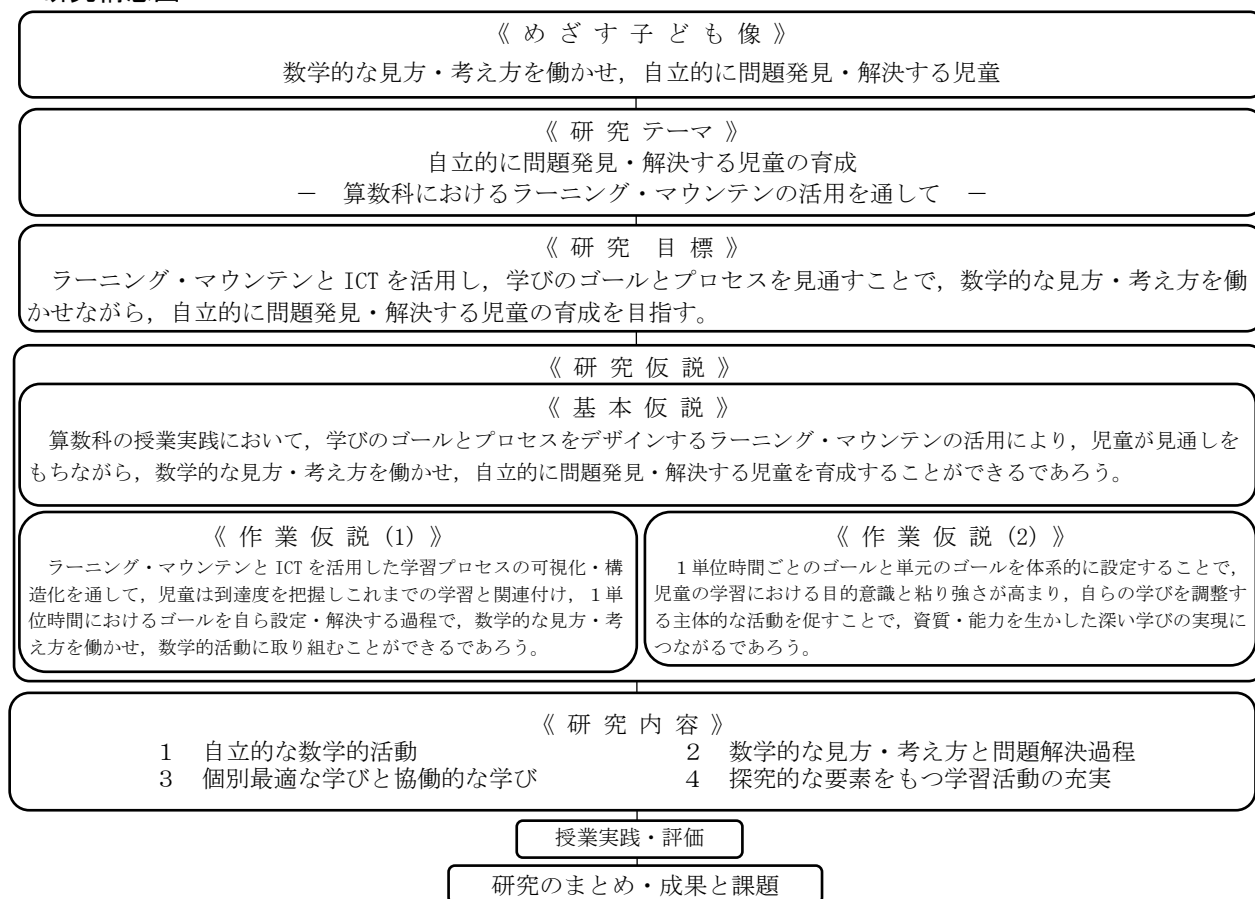 《 め ざ す 子 ど も 像 》
数学的な見方・考え方を働かせ，自立的に問題発見・解決する児童
《 研 究 テーマ 》
自立的に問題発見・解決する児童の育成
－ 算数科におけるラーニング・マウンテンの活用を通して －
《 研 究 目 標 》
ラーニング・マウンテンと ICT を活用し，学びのゴールとプロセスを見通すことで，数学的な見方・考え方を働
かせながら，自立的に問題発見・解決する児童の育成を目指す。
《 研 究 仮 説 》
《 基 本 仮 説 》
算数科の授業実践において，学びのゴールとプロセスをデザインするラーニング・マウンテンの活用により，児童が見通しを
もちながら，数学的な見方・考え方を働かせ，自立的に問題発見・解決する児童を育成することができるであろう。
《 作 業 仮 説 (1) 》
ラーニング・マウンテンと ICT を活用した学習プロセスの可視化・構
造化を通して，児童は到達度を把握しこれまでの学習と関連付け，１単
位時間におけるゴールを自ら設定・解決する過程で，数学的な見方・考
え方を働かせ，数学的活動に取り組むことができるであろう。
《 作 業 仮 説 (2) 》
１単位時間ごとのゴールと単元のゴールを体系的に設定することで，
児童の学習における目的意識と粘り強さが高まり，自らの学びを調整す
る主体的な活動を促すことで，資質・能力を生かした深い学びの実現に
つながるであろう。
《 研 究 内 容 》
１ 自立的な数学的活動 ２ 数学的な見方・考え方と問題解決過程
３ 個別最適な学びと協働的な学び ４ 探究的な要素をもつ学習活動の充実
授業実践・評価
研究のまとめ・成果と課題